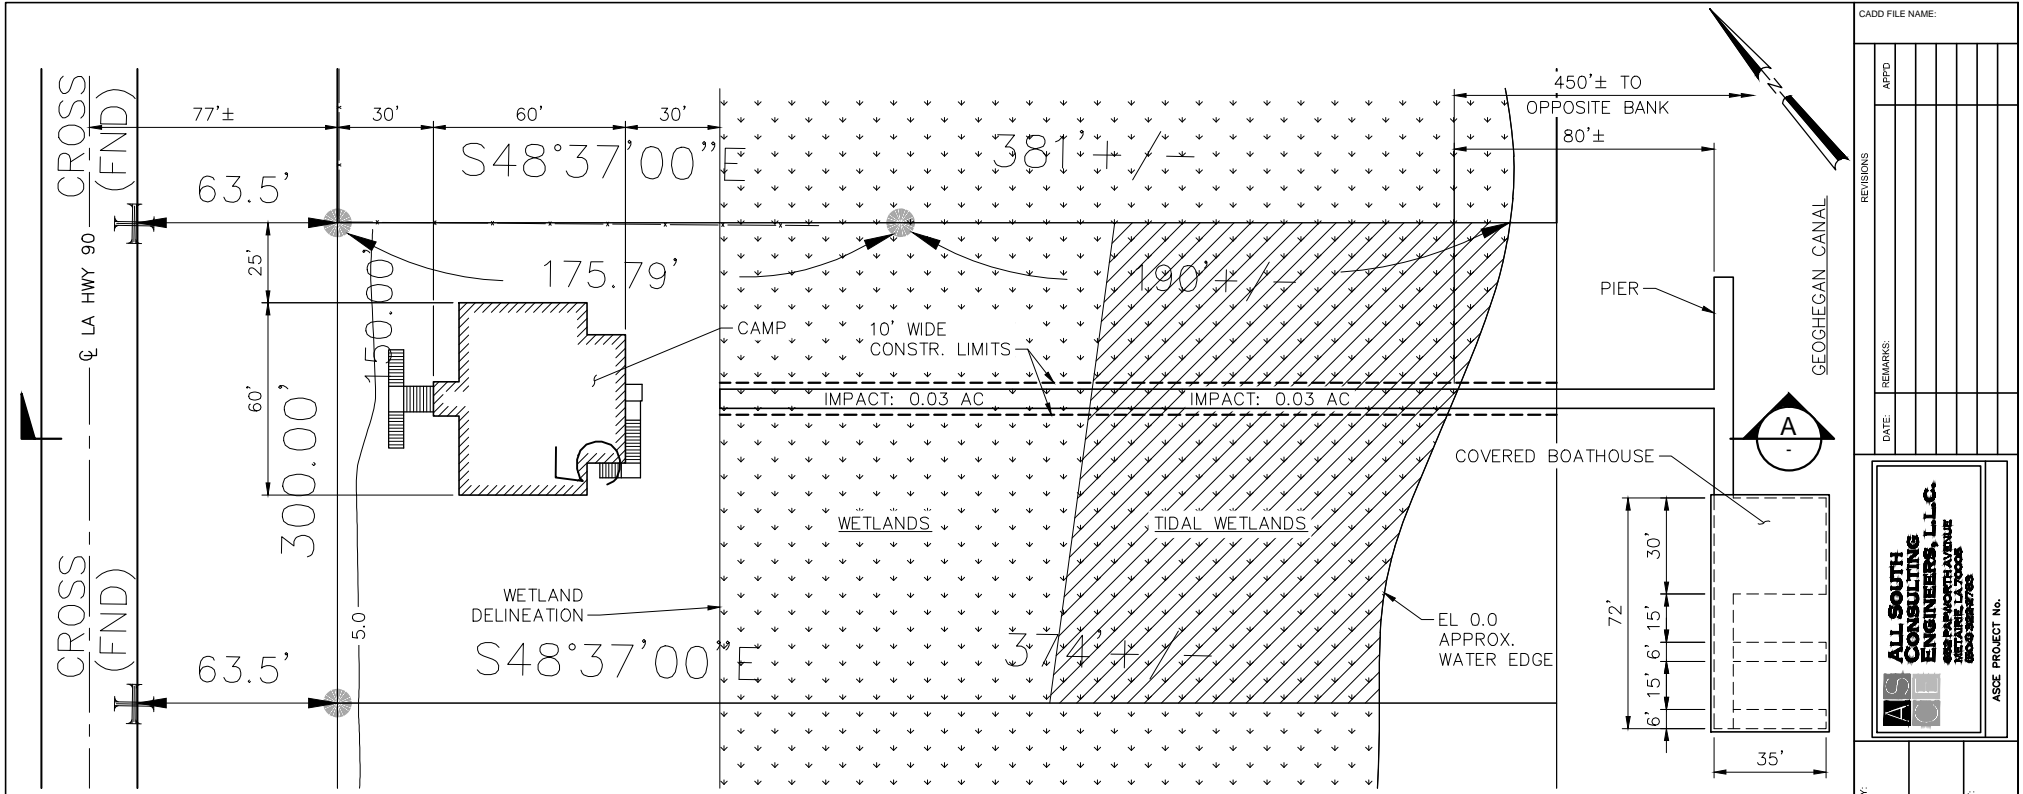 CADD FILE NAME:
APP'D
REVISIONS
REMARKS:
DATE:
CROSS
(FND)
77'±
30'
60'
30'
450'± TO
OPPOSITE BANK
80'±
N
S48°37'00"E
381'+/-
63.5'
25'
175.79'
190'+/-
℄ LA HWY 90
150.00'
GEOGHEGAN CANAL
PIER
CAMP
10' WIDE
CONSTR. LIMITS
60'
300.00'
IMPACT: 0.03 AC
IMPACT: 0.03 AC
A
-
COVERED BOATHOUSE
WETLANDS
TIDAL WETLANDS
30'
15'
6'
15'
6'
72'
35'
WETLAND
DELINEATION
5.0
EL 0.0
APPROX.
WATER EDGE
CROSS
(FND)
63.5'
S48°37'00"E
374'+/-
ASCE
ALL SOUTH
CONSULTING
ENGINEERS, L.L.C.
METAIRIE, LA. 70005
ASCE PROJECT No.